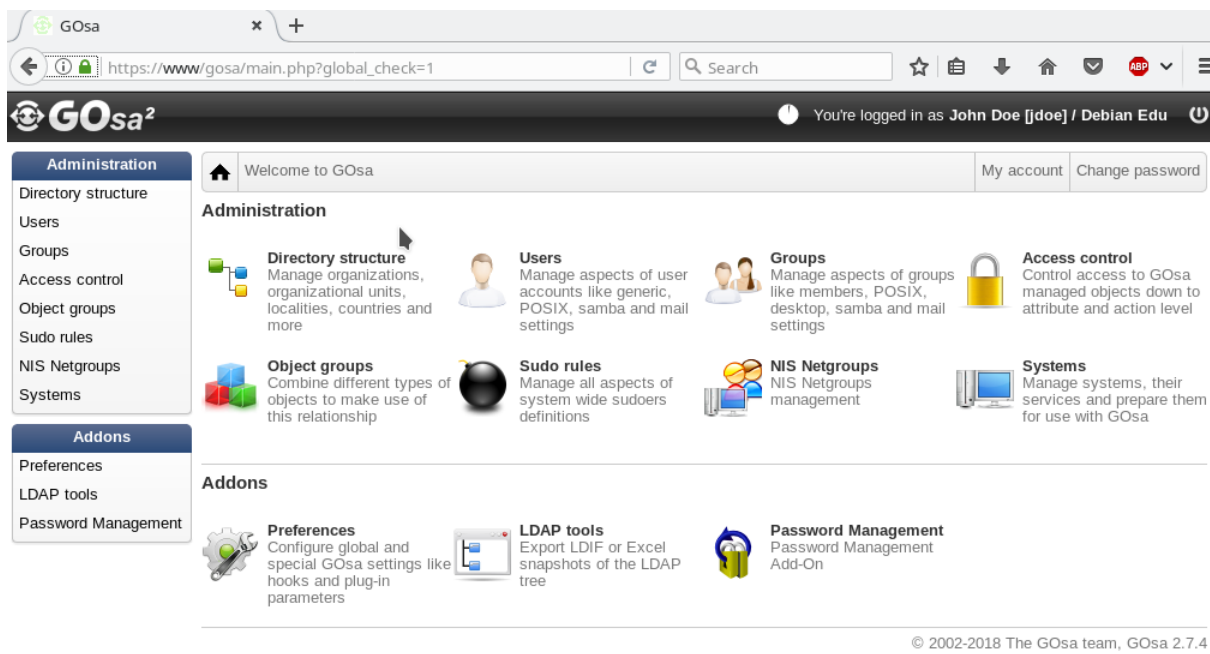 GOsa
https://www/gosa/main.php?global_check=1
Search
ABP
GOsa²
You're logged in as John Doe [jdoe] / Debian Edu
Administration
Directory structure
Users
Groups
Access control
Object groups
Sudo rules
NIS Netgroups
Systems
Addons
Preferences
LDAP tools
Password Management
Welcome to GOsa
My account
Change password
Administration
Directory structure
Manage organizations,
organizational units,
localities, countries and
more
Users
Manage aspects of user
accounts like generic,
POSIX, samba and mail
settings
Groups
Manage aspects of groups
like members, POSIX,
desktop, samba and mail
settings
Access control
Control access to GOsa
managed objects down to
attribute and action level
Object groups
Combine different types of
objects to make use of
this relationship
Sudo rules
Manage all aspects of
system wide sudoers
definitions
NIS Netgroups
NIS Netgroups
management
Systems
Manage systems, their
services and prepare them
for use with GOsa
Addons
Preferences
Configure global and
special GOsa settings like
hooks and plug-in
parameters
LDAP tools
Export LDIF or Excel
snapshots of the LDAP
tree
Password Management
Password Management
Add-On
© 2002-2018 The GOsa team, GOsa 2.7.4